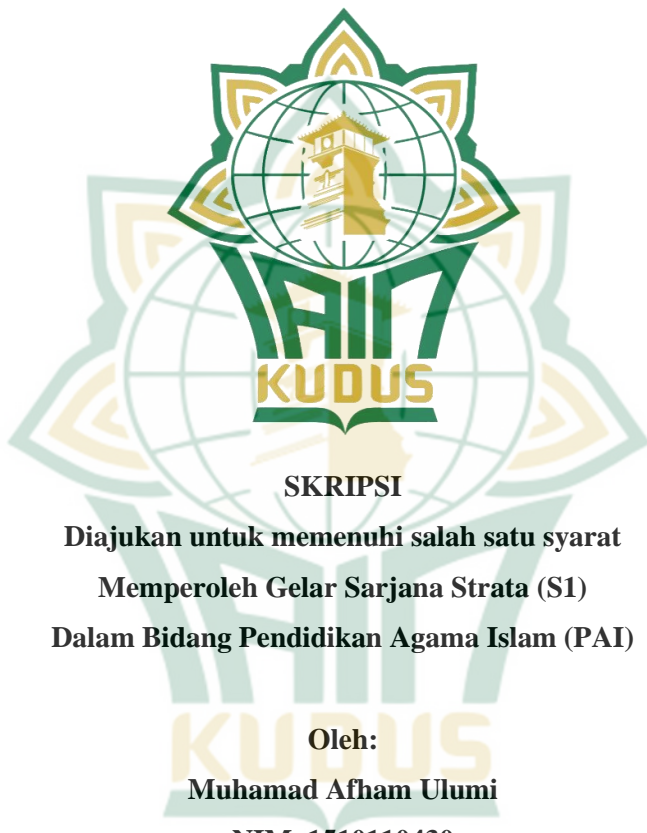 IAIN
KUDUS
SKRIPSI
Diajukan untuk memenuhi salah satu syarat
Memperoleh Gelar Sarjana Strata (S1)
Dalam Bidang Pendidikan Agama Islam (PAI)
Oleh:
Muhamad Afham Ulumi